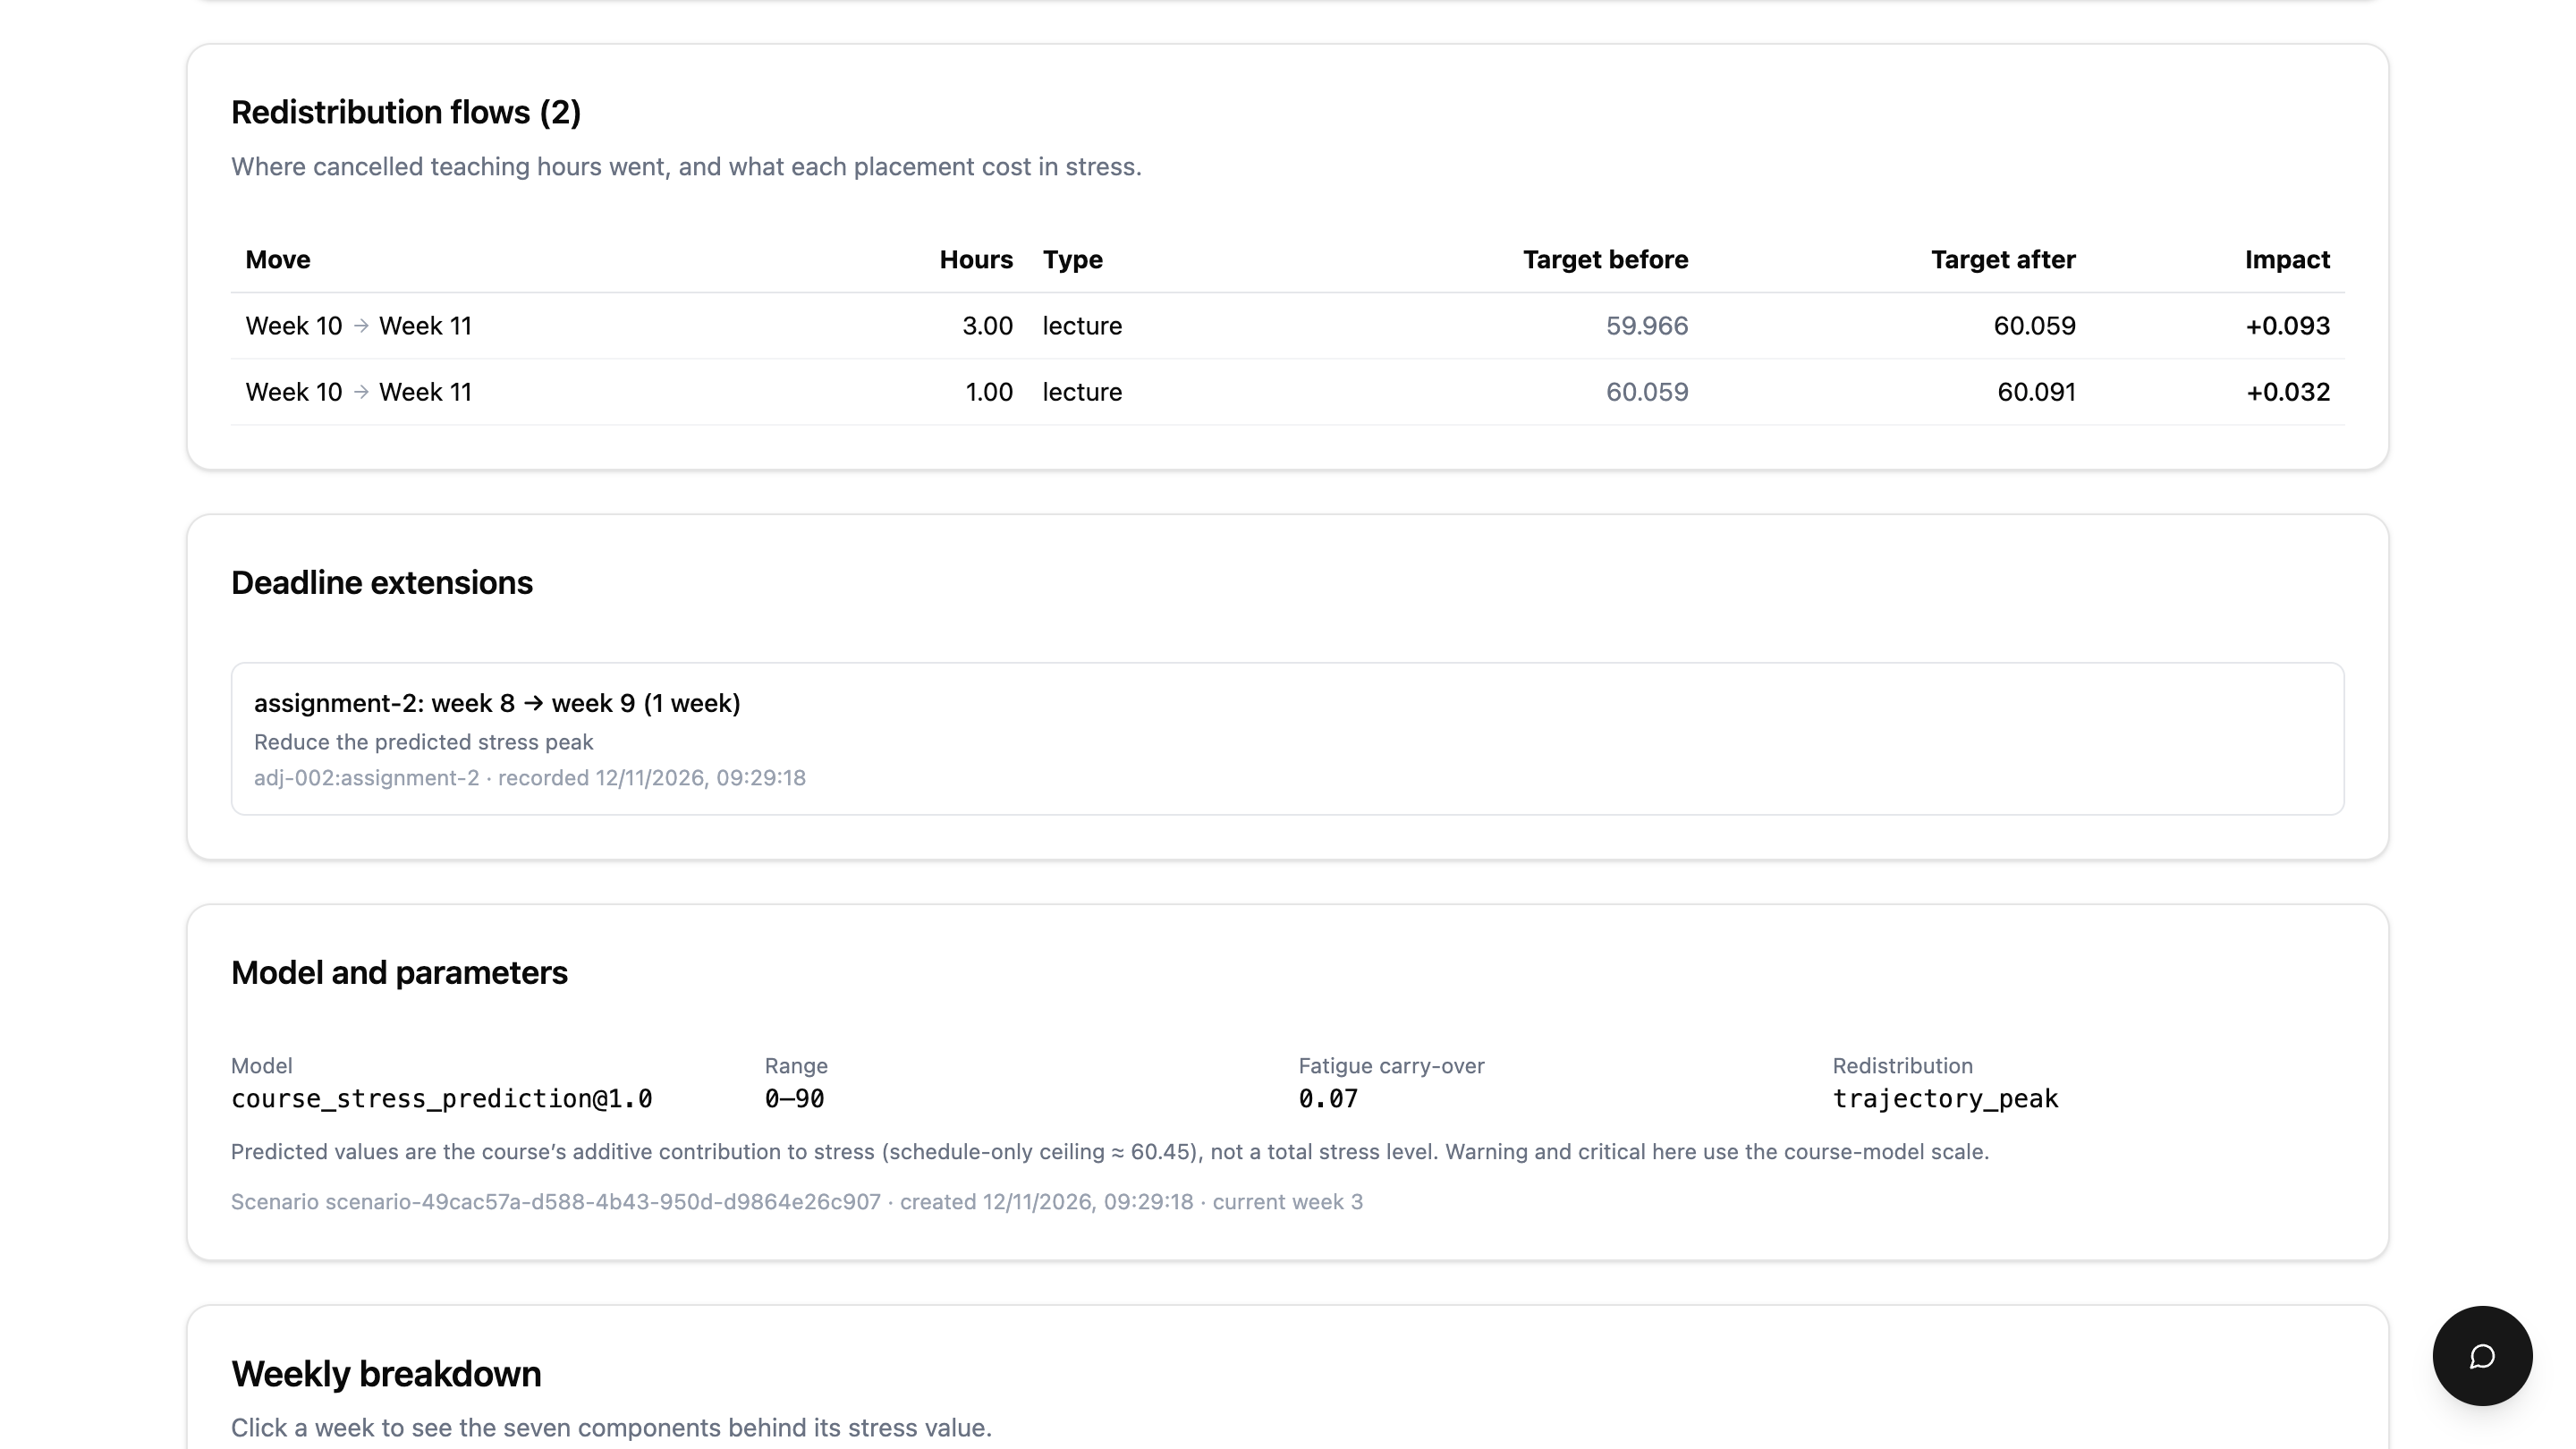 Redistribution flows (2)
Where cancelled teaching hours went, and what each placement cost in stress.
Move Hours Type Target before Target after Impact
Week 10 → Week 11 3.00 lecture 59.966 60.059 +0.093
Week 10 → Week 11 1.00 lecture 60.059 60.091 +0.032
Deadline extensions
assignment-2: week 8 → week 9 (1 week)
Reduce the predicted stress peak
adj-002:assignment-2 · recorded 12/11/2026, 09:29:18
Model and parameters
Model Range Fatigue carry-over Redistribution
course_stress_prediction@1.0 0–90 0.07 trajectory_peak
Predicted values are the course’s additive contribution to stress (schedule-only ceiling ≈ 60.45), not a total stress level. Warning and critical here use the course-model scale.
Scenario scenario-49cac57a-d588-4b43-950d-d9864e26c907 · created 12/11/2026, 09:29:18 · current week 3
Weekly breakdown
Click a week to see the seven components behind its stress value.